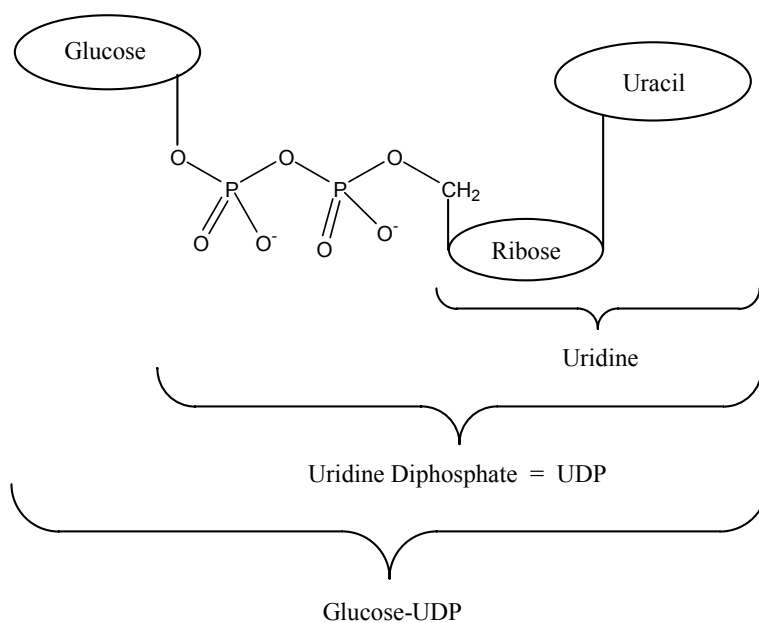 Glucose
Uracil
O O O
P P CH₂
O O⁻ O O⁻
Ribose
Uridine
Uridine Diphosphate = UDP
Glucose-UDP